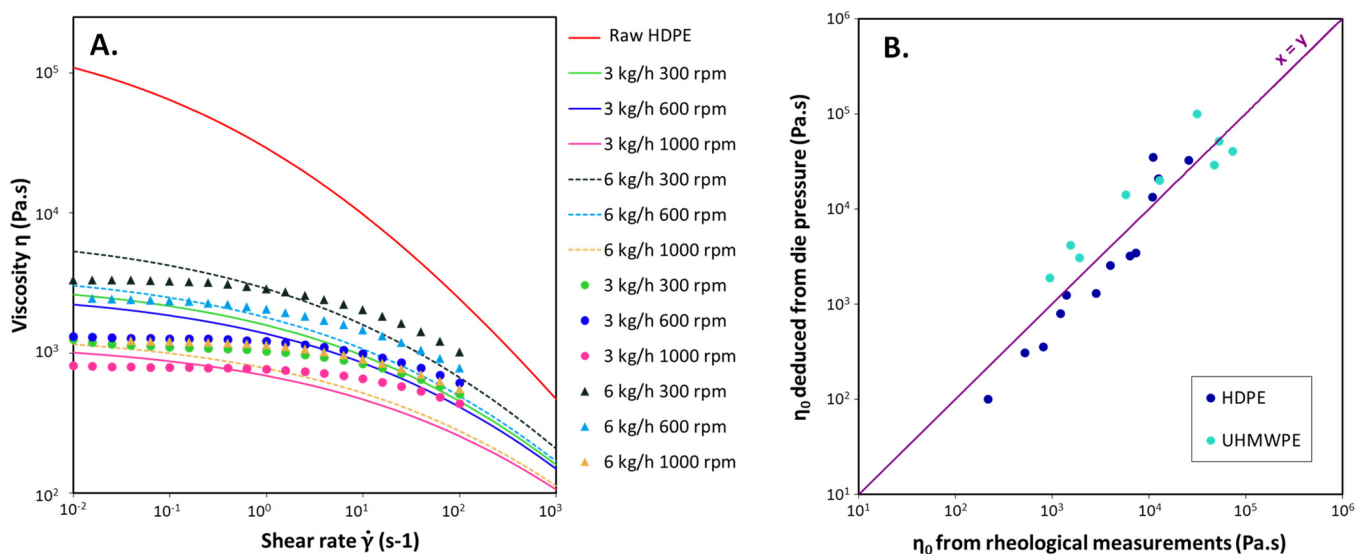 A.
Viscosity η (Pa.s)
10⁵
10⁴
10³
10²
10⁻² 10⁻¹ 10⁰ 10¹ 10² 10³
Shear rate γ̇ (s-1)
Raw HDPE
3 kg/h 300 rpm
3 kg/h 600 rpm
3 kg/h 1000 rpm
6 kg/h 300 rpm
6 kg/h 600 rpm
6 kg/h 1000 rpm
3 kg/h 300 rpm
3 kg/h 600 rpm
3 kg/h 1000 rpm
6 kg/h 300 rpm
6 kg/h 600 rpm
6 kg/h 1000 rpm
B.
η₀ deduced from die pressure (Pa.s)
10⁶
10⁵
10⁴
10³
10²
10¹
x = y
HDPE
UHMWPE
10¹ 10² 10³ 10⁴ 10⁵ 10⁶
η₀ from rheological measurements (Pa.s)